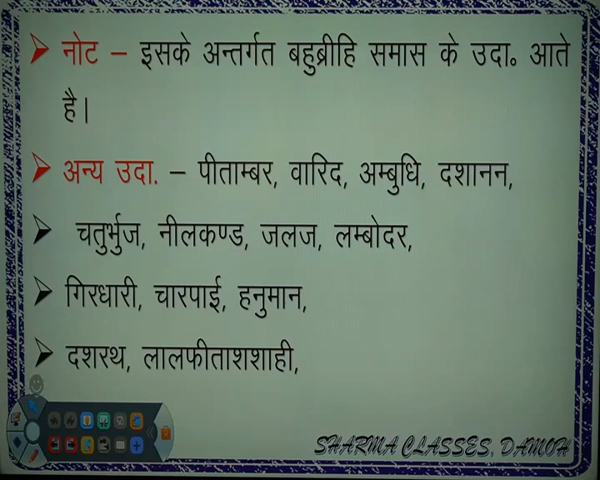 नोट – इसके अन्तर्गत बहुब्रीहि समास के उदा॰ आते
है।
अन्य उदा. – पीताम्बर, वारिद, अम्बुधि, दशानन,
चतुर्भुज, नीलकण्ड, जलज, लम्बोदर,
गिरधारी, चारपाई, हनुमान,
दशरथ, लालफीताशशाही,
SHARMA CLASSES, DAMOH